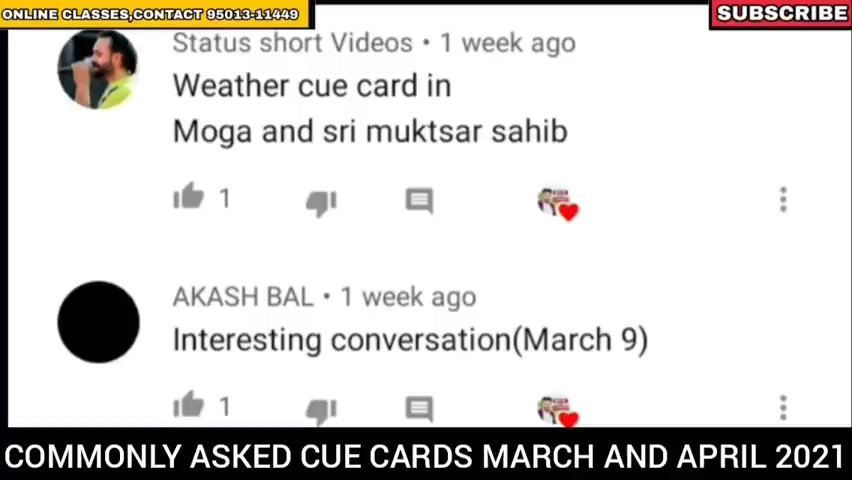 ONLINE CLASSES,CONTACT 95013-11449
SUBSCRIBE
Status short Videos • 1 week ago
Weather cue card in
Moga and sri muktsar sahib
1
AKASH BAL • 1 week ago
Interesting conversation(March 9)
1
COMMONLY ASKED CUE CARDS MARCH AND APRIL 2021